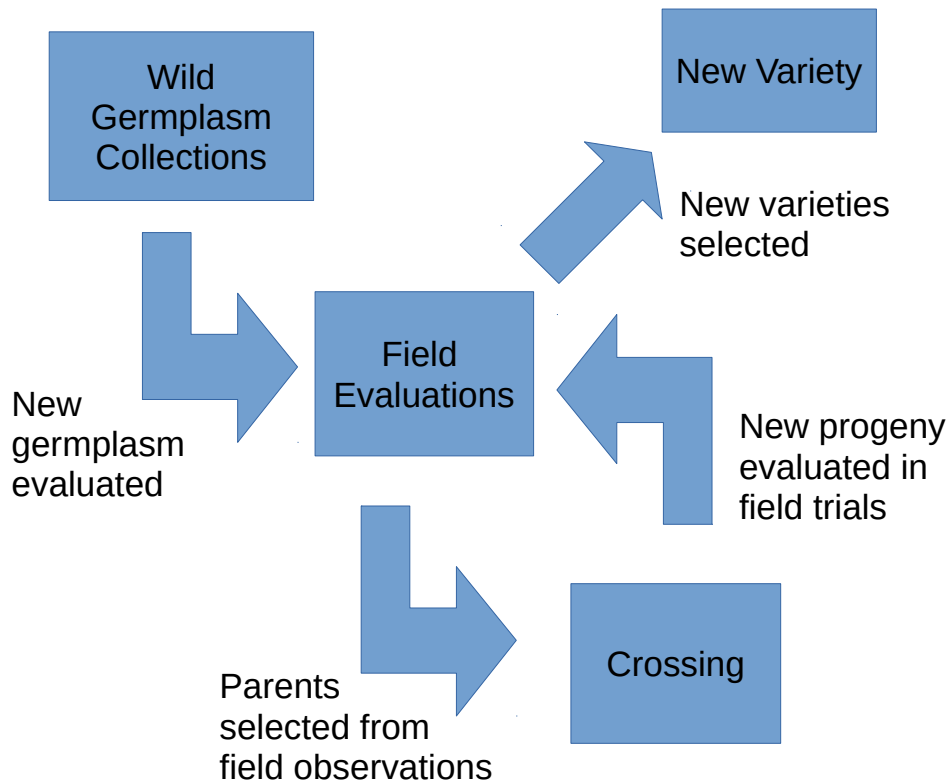 Wild
Germplasm
Collections
New Variety
New varieties
selected
Field
Evaluations
New
germplasm
evaluated
New progeny
evaluated in
field trials
Crossing
Parents
selected from
field observations